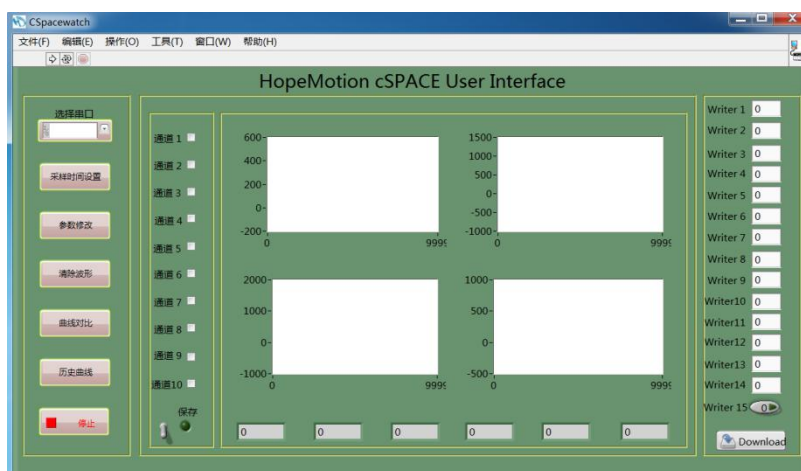 CSpacewatch
文件(F) 编辑(E) 操作(O) 工具(T) 窗口(W) 帮助(H)
HopeMotion cSPACE User Interface
选择串口
采样时间设置
参数修改
清除波形
曲线对比
历史曲线
停止
通道 1
通道 2
通道 3
通道 4
通道 5
通道 6
通道 7
通道 8
通道 9
通道10
保存
600
400
200
0
-200
0 9999
1500
1000
500
0
-500
-1000
0 9999
2000
1000
0
-1000
0 9999
1000
500
0
-500
0 9999
0 0 0 0 0 0
Writer 1 0
Writer 2 0
Writer 3 0
Writer 4 0
Writer 5 0
Writer 6 0
Writer 7 0
Writer 8 0
Writer 9 0
Writer10 0
Writer11 0
Writer12 0
Writer13 0
Writer14 0
Writer 15 0
Download